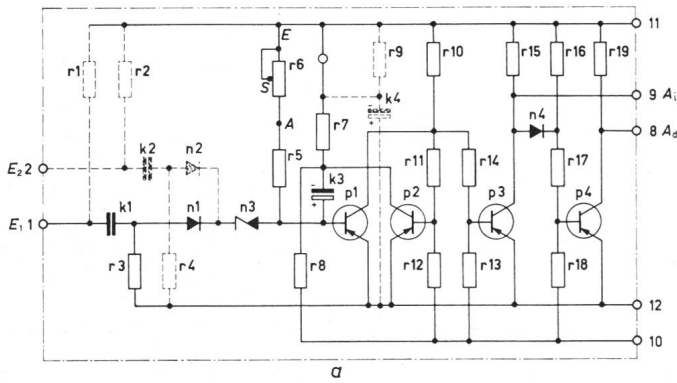 E 11
r1 r2 r6 r9 r10 r15 r16 r19
S k4 9 Ai
A r7 n4 8 Ad
E2 2 k2 n2 r5 r11 r14 r17
k3 p1 p2 p3 p4
E1 1 k1 n1 n3
r3 r4 r8 r12 r13 r18
12
10
a